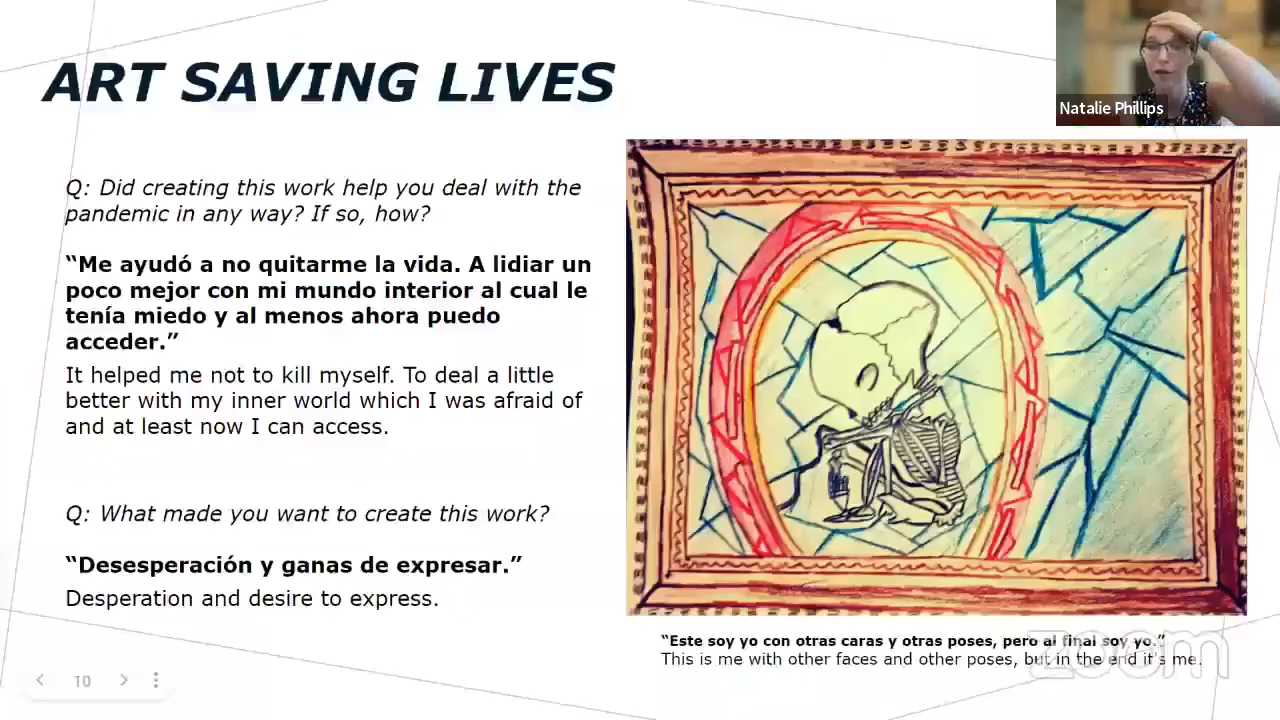 ART SAVING LIVES
Natalie Phillips
Q: Did creating this work help you deal with the
pandemic in any way? If so, how?
“Me ayudó a no quitarme la vida. A lidiar un
poco mejor con mi mundo interior al cual le
tenía miedo y al menos ahora puedo
acceder.”
It helped me not to kill myself. To deal a little
better with my inner world which I was afraid of
and at least now I can access.
Q: What made you want to create this work?
“Desesperación y ganas de expresar.”
Desperation and desire to express.
“Este soy yo con otras caras y otras poses, pero al final soy yo.”
This is me with other faces and other poses, but in the end it's me.
zoom
10